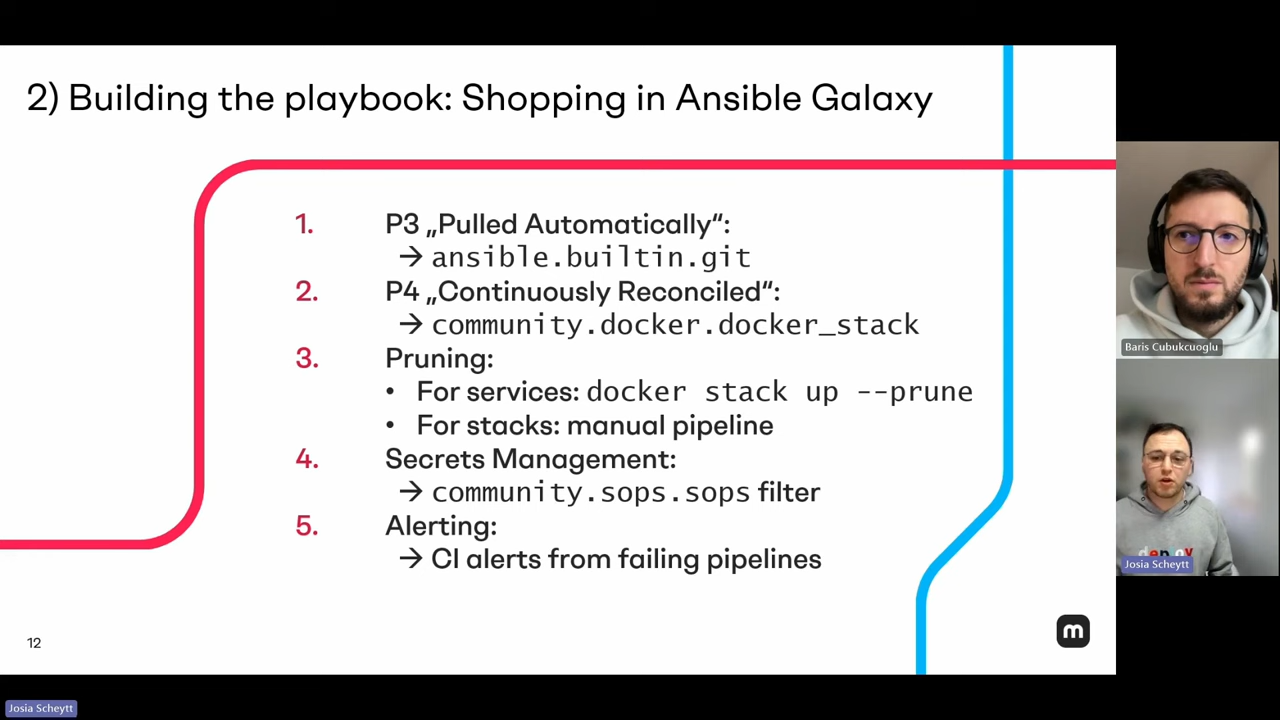 2) Building the playbook: Shopping in Ansible Galaxy
1. P3 „Pulled Automatically“:
→ ansible.builtin.git
2. P4 „Continuously Reconciled“:
→ community.docker.docker_stack
3. Pruning:
• For services: docker stack up --prune
• For stacks: manual pipeline
4. Secrets Management:
→ community.sops.sops filter
5. Alerting:
→ CI alerts from failing pipelines
12
m
Baris Cubukcuoglu
deploy
Josia Scheytt
Josia Scheytt